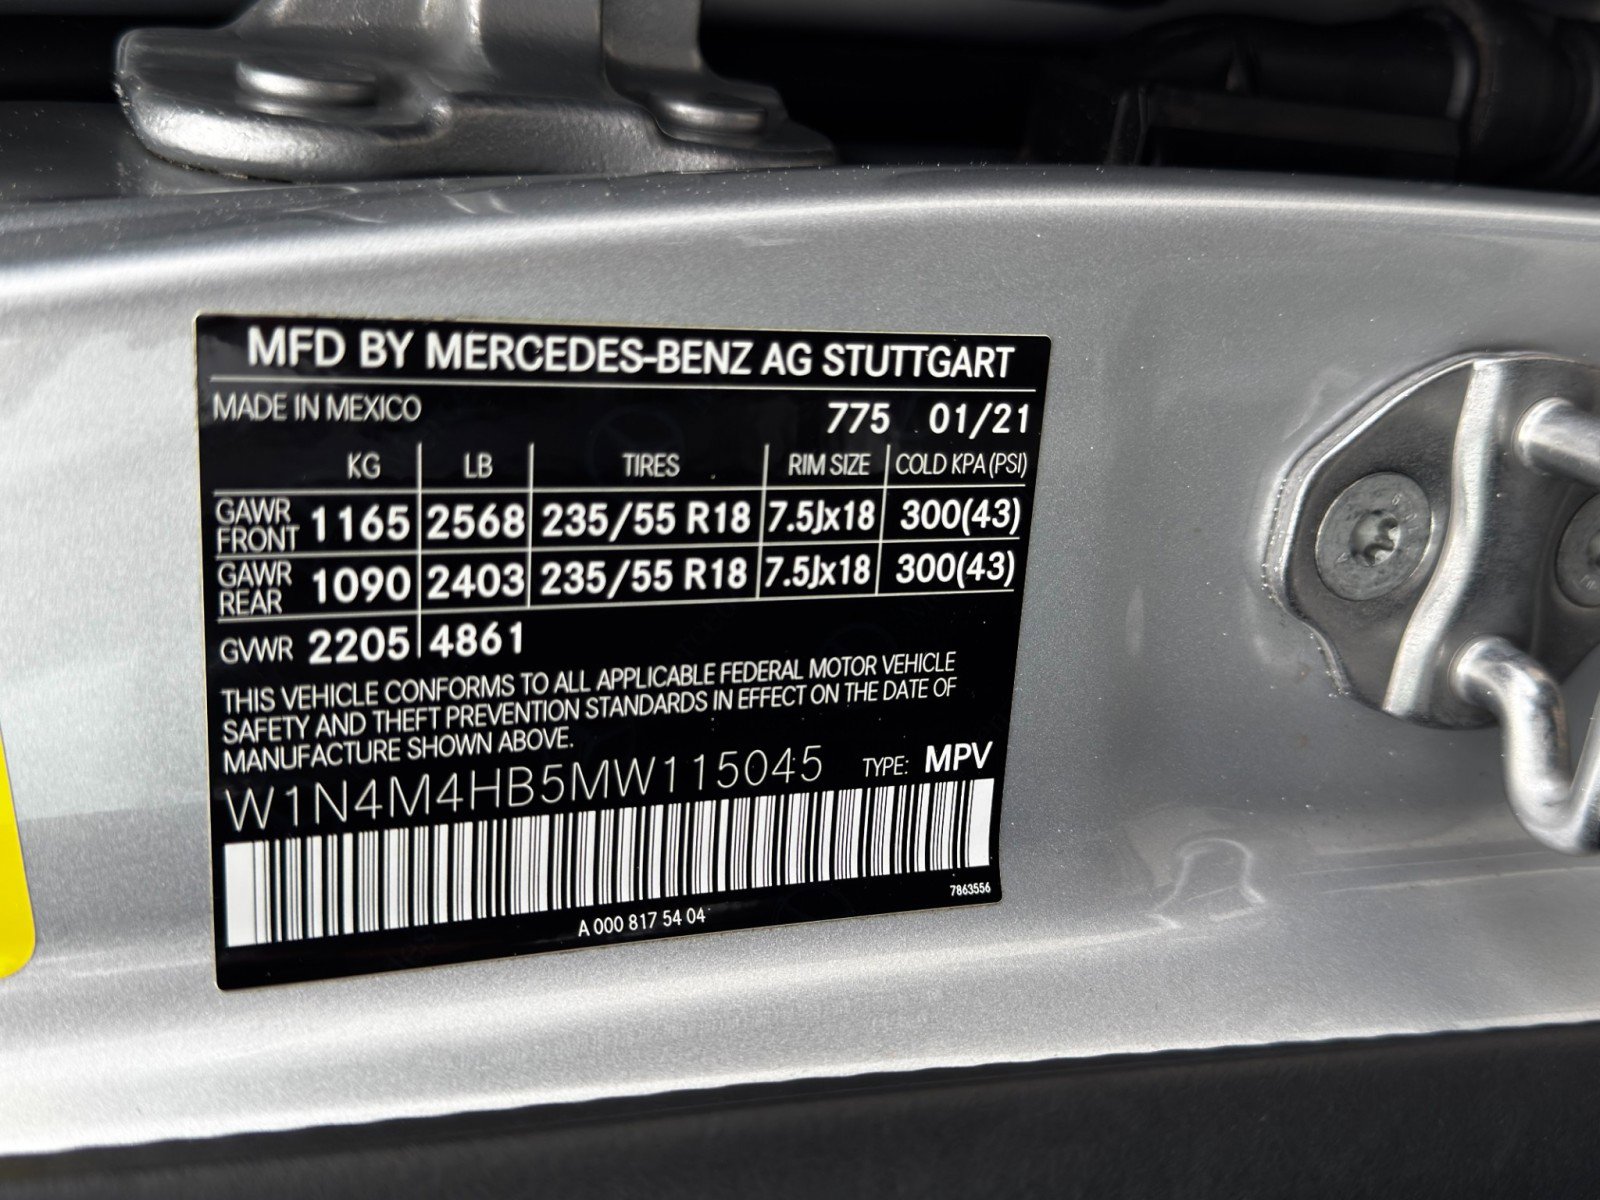 MFD BY MERCEDES-BENZ AG STUTTGART
MADE IN MEXICO 775 01/21
KG LB TIRES RIM SIZE COLD KPA (PSI)
GAWR FRONT 1165 2568 235/55 R18 7.5Jx18 300(43)
GAWR REAR 1090 2403 235/55 R18 7.5Jx18 300(43)
GVWR 2205 4861
THIS VEHICLE CONFORMS TO ALL APPLICABLE FEDERAL MOTOR VEHICLE
SAFETY AND THEFT PREVENTION STANDARDS IN EFFECT ON THE DATE OF
MANUFACTURE SHOWN ABOVE.
W1N4M4HB5MW115045 TYPE: MPV
7863556
A 000 817 54 04